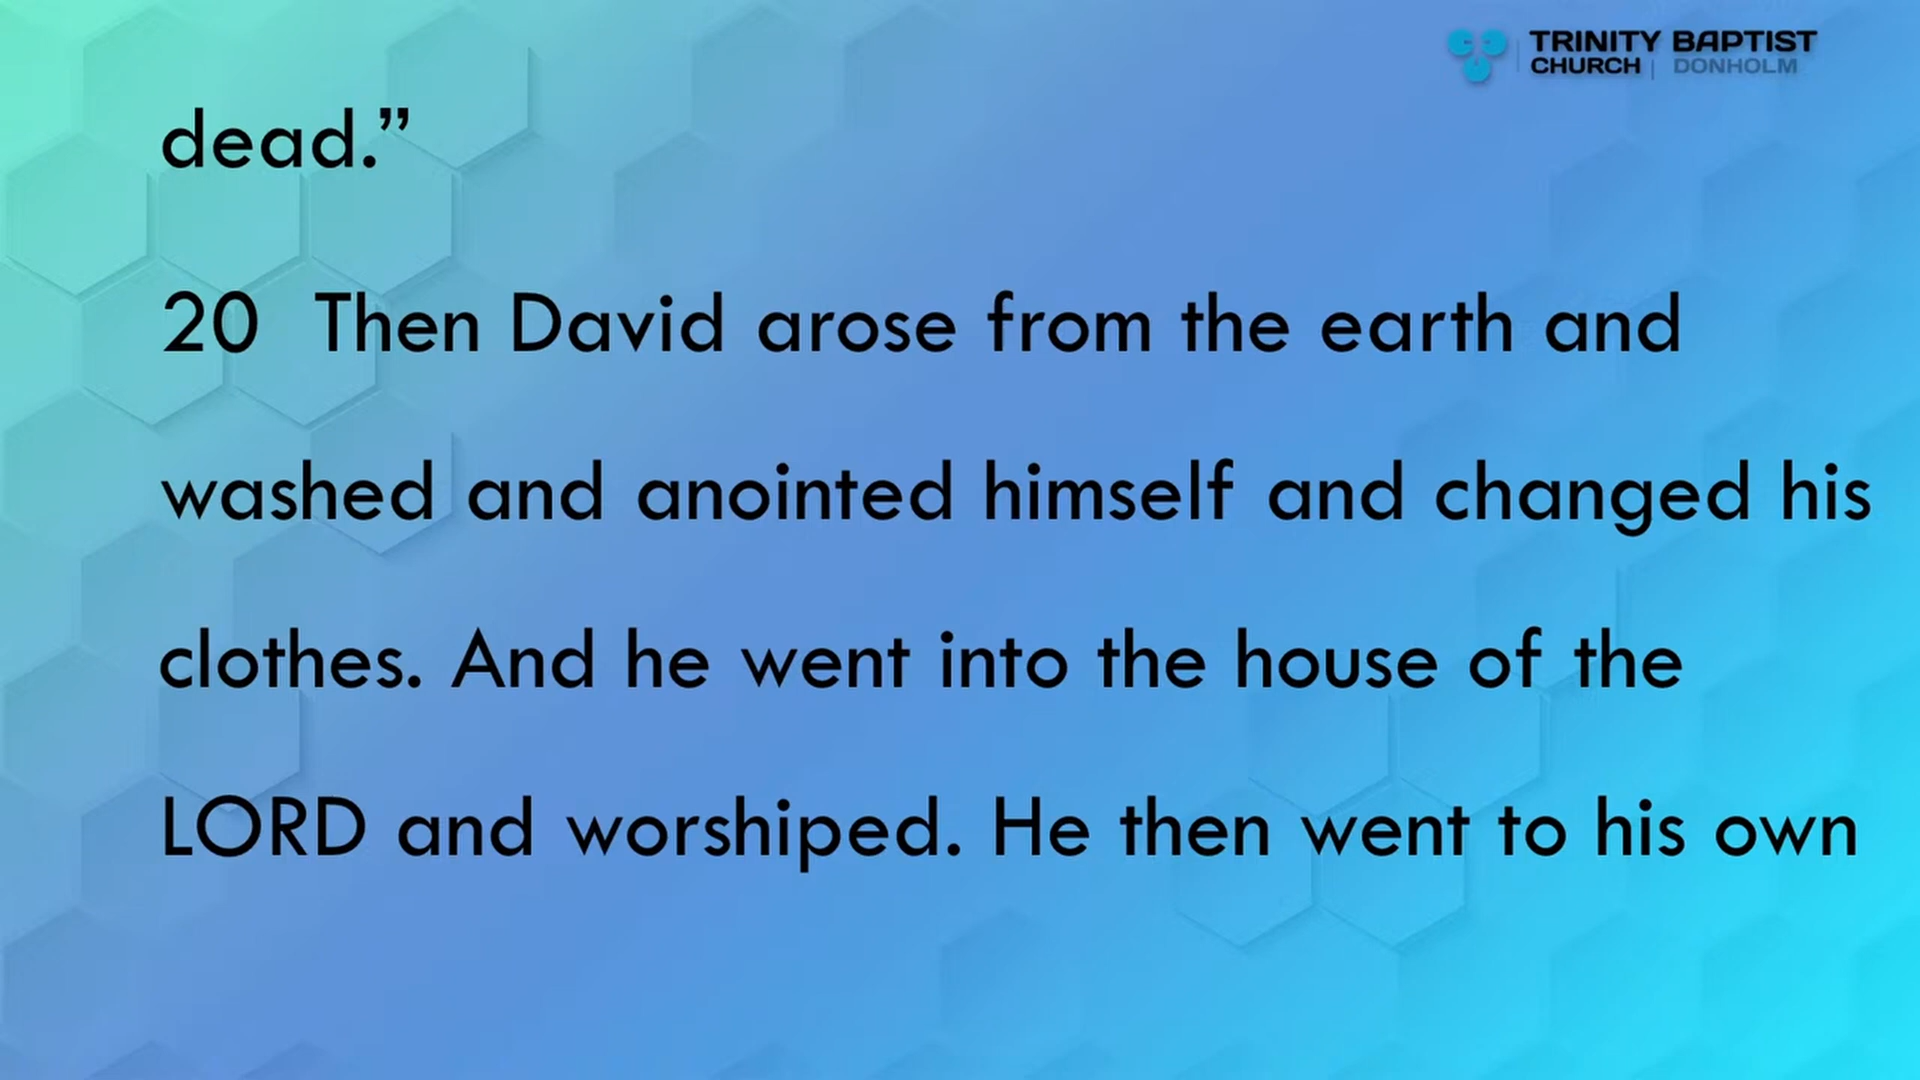 TRINITY BAPTIST
CHURCH | DONHOLM
dead.”
20 Then David arose from the earth and
washed and anointed himself and changed his
clothes. And he went into the house of the
LORD and worshiped. He then went to his own